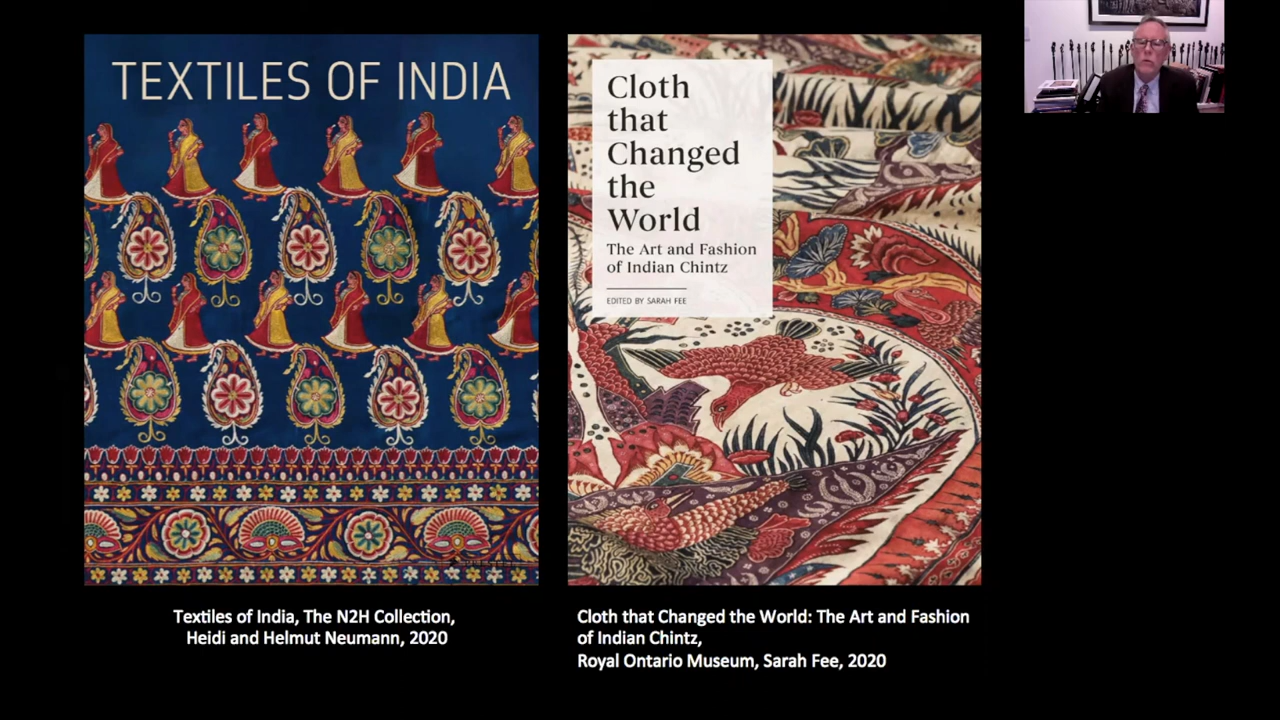 TEXTILES OF INDIA
Cloth
that
Changed
the
World
The Art and Fashion
of Indian Chintz
EDITED BY SARAH FEE
Textiles of India, The N2H Collection,
Heidi and Helmut Neumann, 2020
Cloth that Changed the World: The Art and Fashion
of Indian Chintz,
Royal Ontario Museum, Sarah Fee, 2020